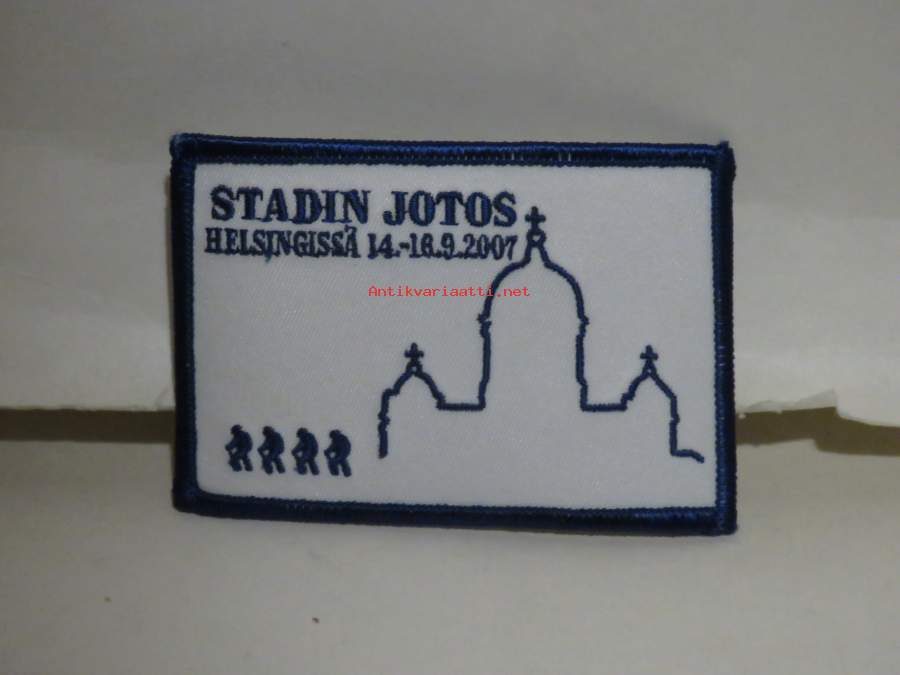 STADIN JOTOS
HELSINGISSÄ 14.-16.9.2007
Antikvariaatti.net